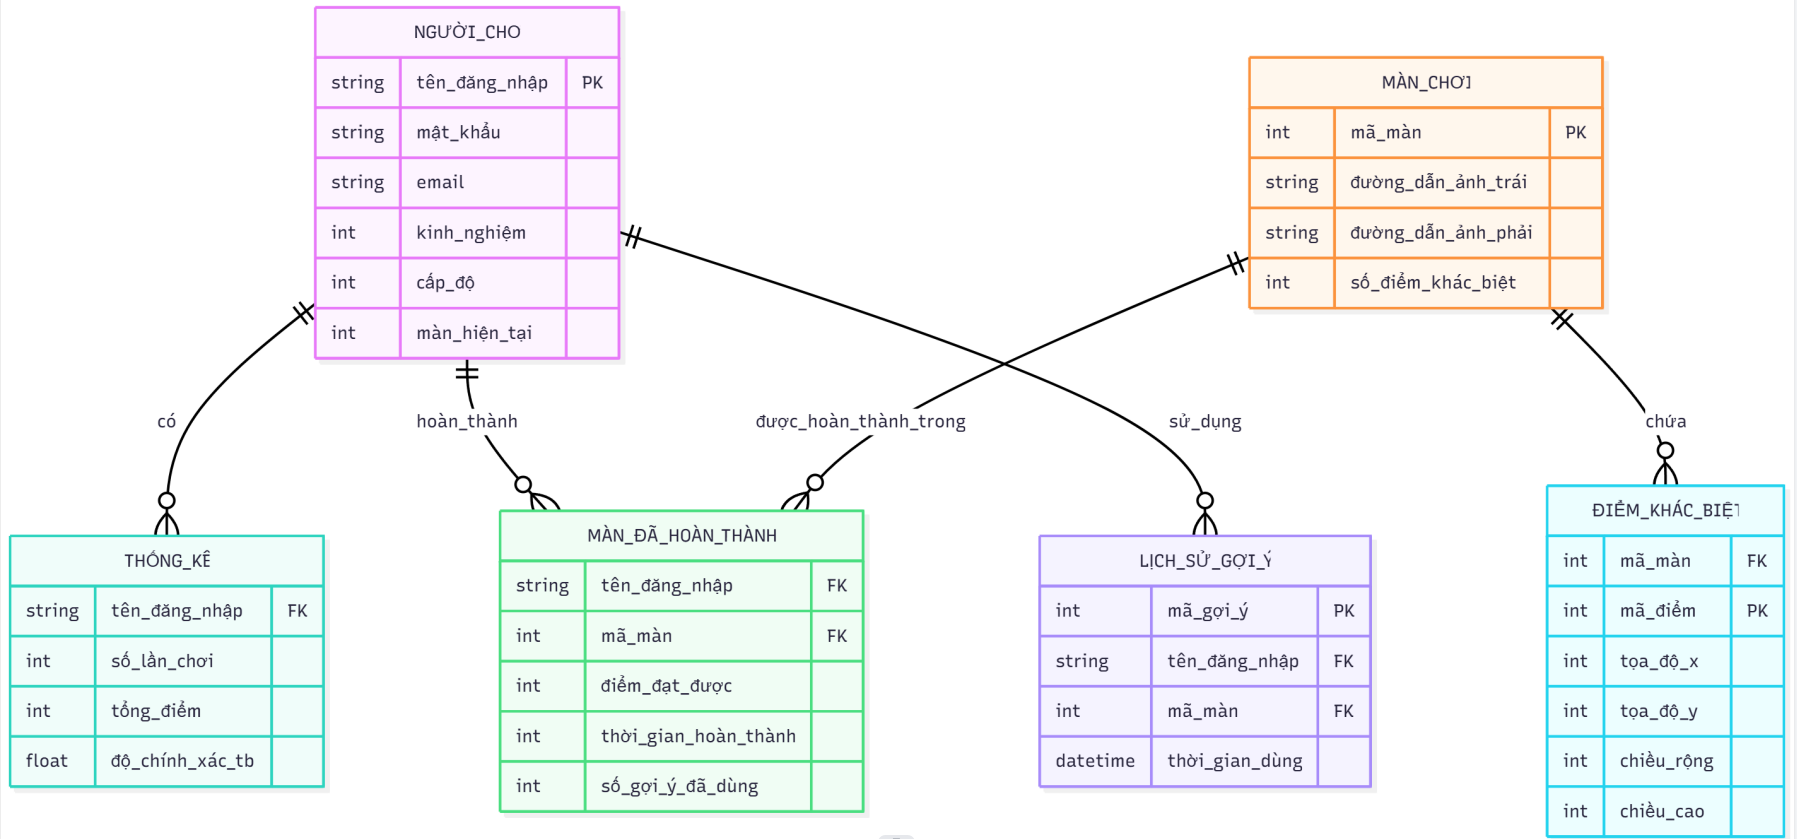 NGƯỜI_CHO
string tên_đăng_nhập PK
string mật_khẩu
string email
int kinh_nghiệm
int cấp_độ
int màn_hiện_tại
MÀN_CHƠI
int mã_màn PK
string đường_dẫn_ảnh_trái
string đường_dẫn_ảnh_phải
int số_điểm_khác_biệt
có
hoàn_thành
được_hoàn_thành_trong
sử_dụng
chứa
THỐNG_KÊ
string tên_đăng_nhập FK
int số_lần_chơi
int tổng_điểm
float độ_chính_xác_tb
MÀN_ĐÃ_HOÀN_THÀNH
string tên_đăng_nhập FK
int mã_màn FK
int điểm_đạt_được
int thời_gian_hoàn_thành
int số_gợi_ý_đã_dùng
LỊCH_SỬ_GỢI_Ý
int mã_gợi_ý PK
string tên_đăng_nhập FK
int mã_màn FK
datetime thời_gian_dùng
ĐIỂM_KHÁC_BIỆT
int mã_màn FK
int mã_điểm PK
int tọa_độ_x
int tọa_độ_y
int chiều_rộng
int chiều_cao